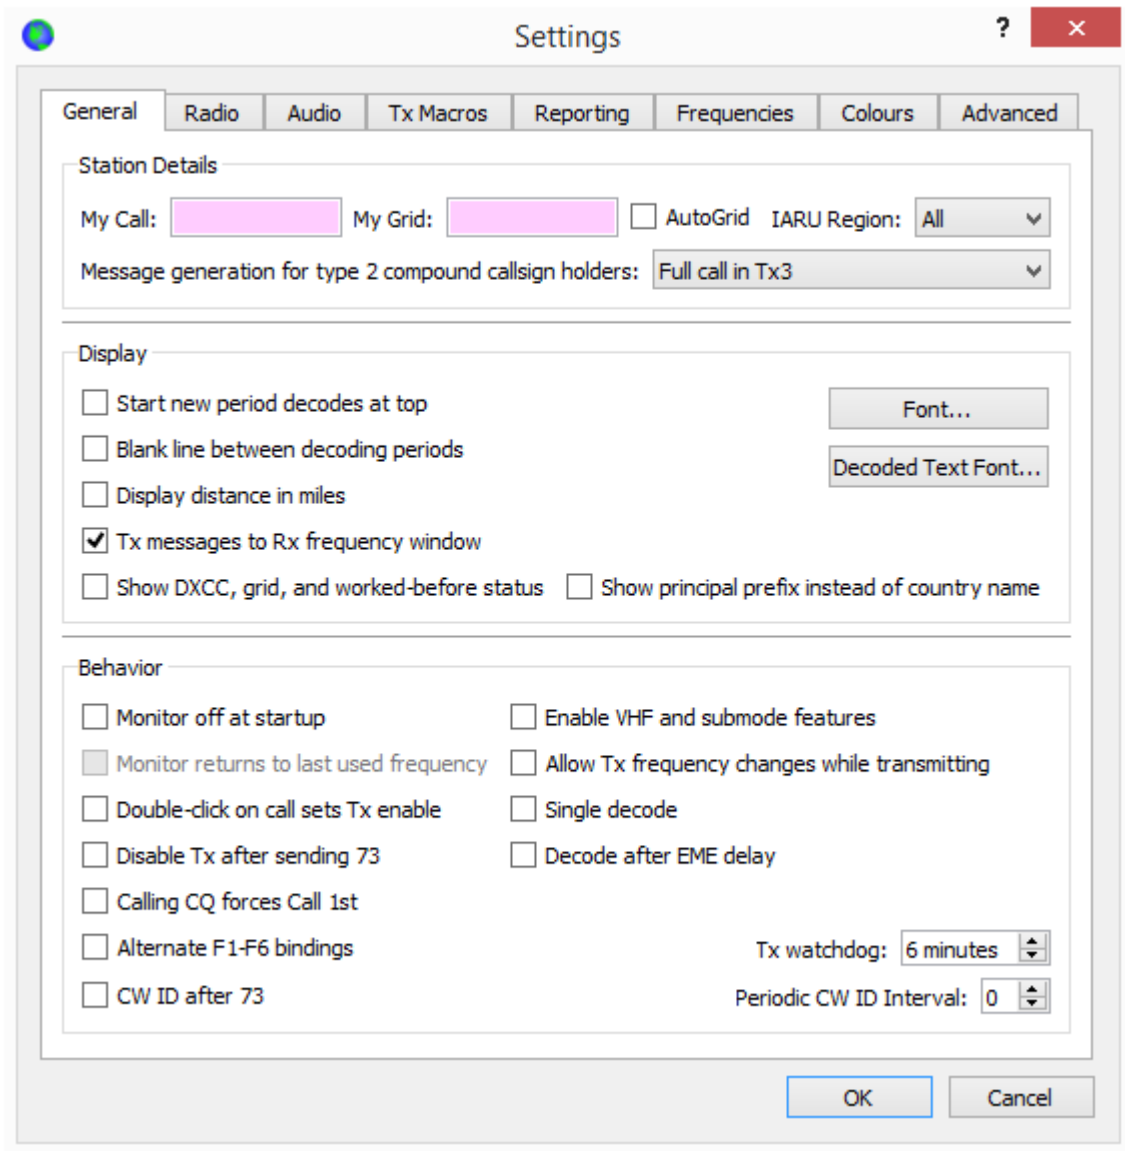 Settings
?
General Radio Audio Tx Macros Reporting Frequencies Colours Advanced
Station Details
My Call: My Grid: AutoGrid IARU Region: All
Message generation for type 2 compound callsign holders: Full call in Tx3
Display
Start new period decodes at top
Font...
Blank line between decoding periods
Decoded Text Font...
Display distance in miles
Tx messages to Rx frequency window
Show DXCC, grid, and worked-before status Show principal prefix instead of country name
Behavior
Monitor off at startup Enable VHF and submode features
Monitor returns to last used frequency Allow Tx frequency changes while transmitting
Double-click on call sets Tx enable Single decode
Disable Tx after sending 73 Decode after EME delay
Calling CQ forces Call 1st
Alternate F1-F6 bindings Tx watchdog: 6 minutes
CW ID after 73 Periodic CW ID Interval: 0
OK Cancel